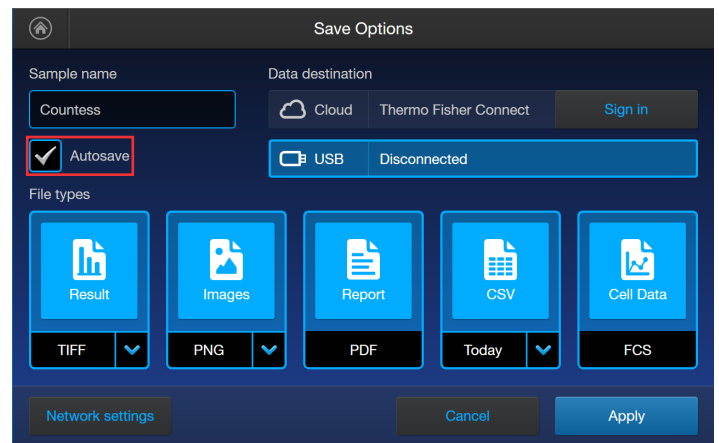 Save Options
Sample name
Data destination
Countess
Cloud
Thermo Fisher Connect
Sign in
Autosave
USB
Disconnected
File types
Result
Images
Report
CSV
Cell Data
TIFF
PNG
PDF
Today
FCS
Network settings
Cancel
Apply